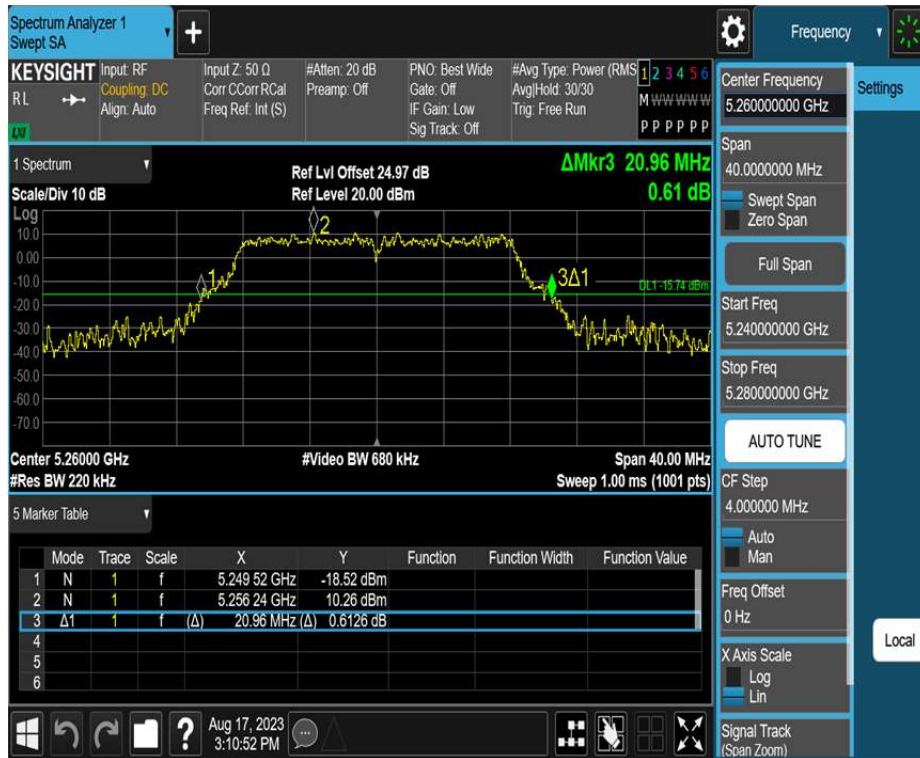 Spectrum Analyzer 1
Swept SA
+
Frequency
KEYSIGHT
RL
LXI
Input: RF
Coupling: DC
Align: Auto
Input Z: 50 Ω
Corr CCorr RCal
Freq Ref: Int (S)
#Atten: 20 dB
Preamp: Off
PNO: Best Wide
Gate: Off
IF Gain: Low
Sig Track: Off
#Avg Type: Power (RMS
Avg|Hold: 30/30
Trig: Free Run
1 2 3 4 5 6
M W W W W W
P P P P P P
1 Spectrum
Scale/Div 10 dB
Ref Lvl Offset 24.97 dB
Ref Level 20.00 dBm
ΔMkr3 20.96 MHz
0.61 dB
Log
10.0
0.00
-10.0
-20.0
-30.0
-40.0
-50.0
-60.0
-70.0
1
2
3Δ1
DL1 -15.74 dBm
Center 5.26000 GHz
#Video BW 680 kHz
Span 40.00 MHz
#Res BW 220 kHz
Sweep 1.00 ms (1001 pts)
5 Marker Table
Mode Trace Scale X Y Function Function Width Function Value
1 N 1 f 5.249 52 GHz -18.52 dBm
2 N 1 f 5.256 24 GHz 10.26 dBm
3 Δ1 1 f (Δ) 20.96 MHz (Δ) 0.6126 dB
4
5
6
?
Aug 17, 2023
3:10:52 PM
Center Frequency
5.260000000 GHz
Span
40.0000000 MHz
Swept Span
Zero Span
Full Span
Start Freq
5.240000000 GHz
Stop Freq
5.280000000 GHz
AUTO TUNE
CF Step
4.000000 MHz
Auto
Man
Freq Offset
0 Hz
X Axis Scale
Log
Lin
Signal Track
(Span Zoom)
Settings
Local